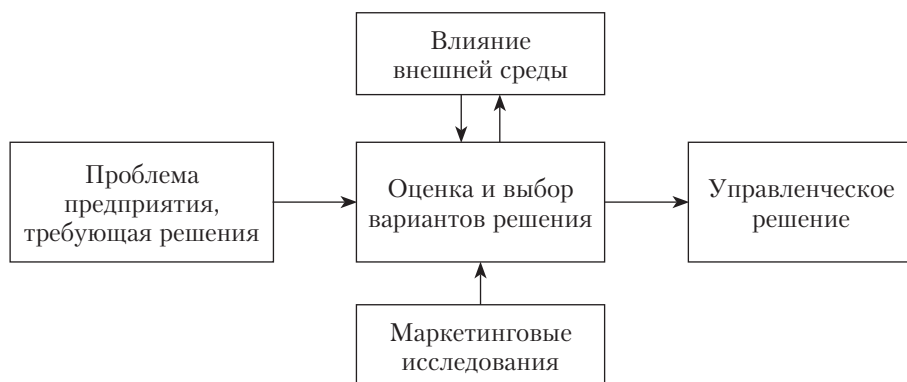 Влияние
внешней среды
Проблема
предприятия,
требующая решения
Оценка и выбор
вариантов решения
Управленческое
решение
Маркетинговые
исследования